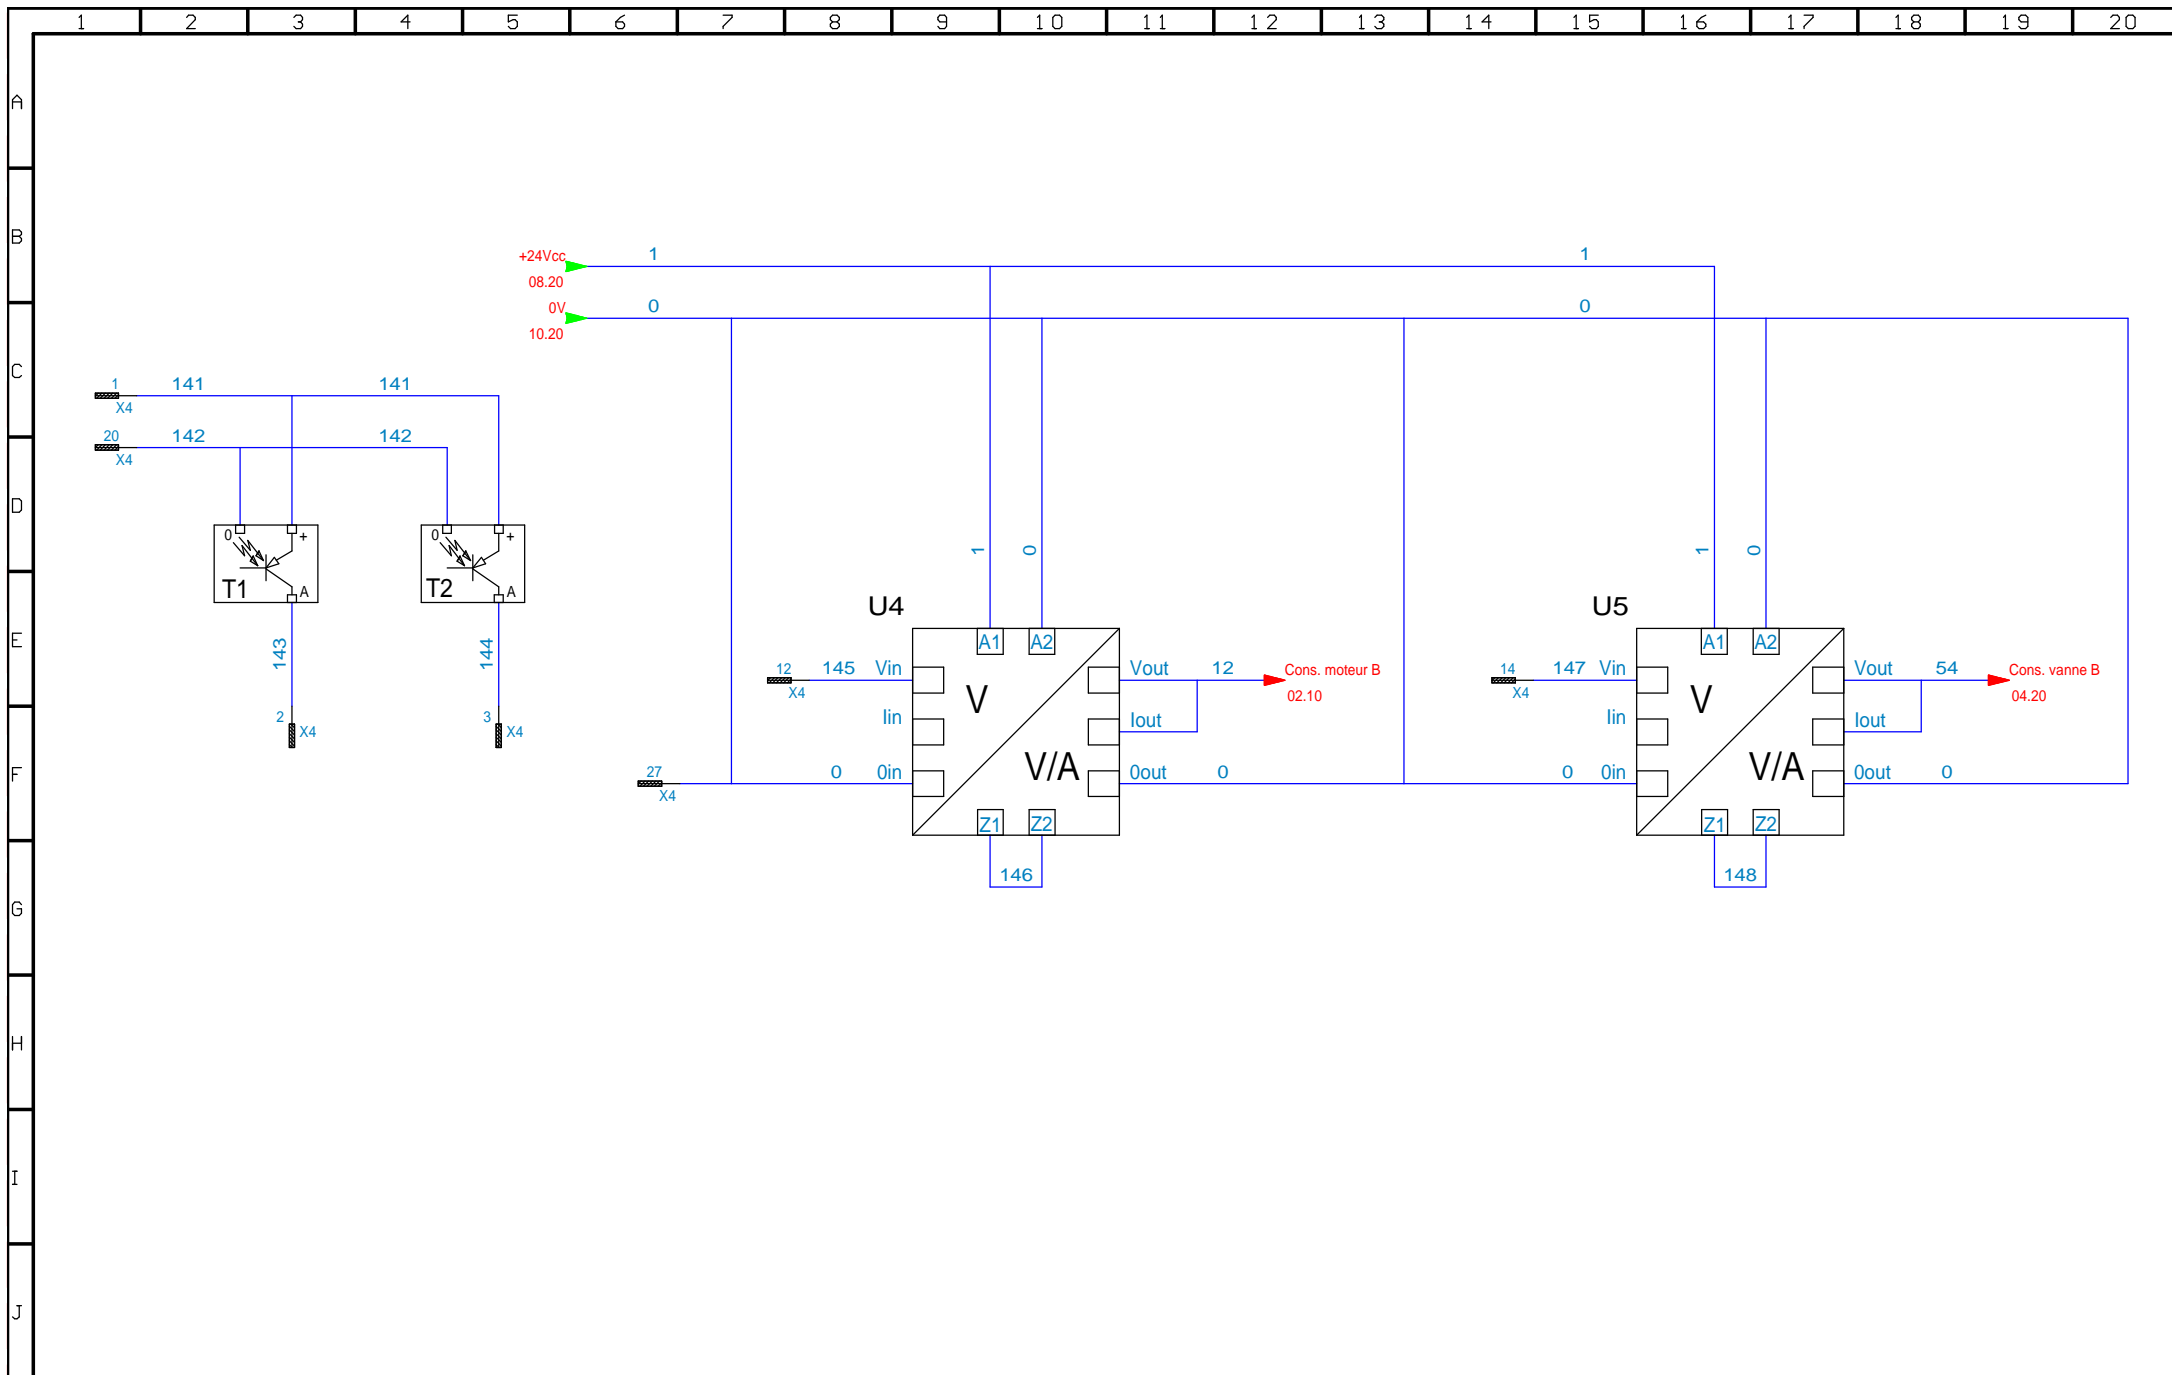 1 2 3 4 5 6 7 8 9 10 11 12 13 14 15 16 17 18 19 20
A
B
+24Vcc 1 1
08.20
0V 0 0
10.20
C
1 141 141
X4
20 142 142
X4
D
0 + 0 +
1 0 1 0
T1 A T2 A
U4 U5
E
143 144 A1 A2 A1 A2
12 145 Vin Vout 12 Cons. moteur B 14 147 Vin Vout 54 Cons. vanne B
X4 V 02.10 X4 V 04.20
2 X4 3 X4 Iin Iout Iin Iout
F
27 0 0in V/A 0out 0 0 0in V/A 0out 0
X4
Z1 Z2 Z1 Z2
146 148
G
H
I
J